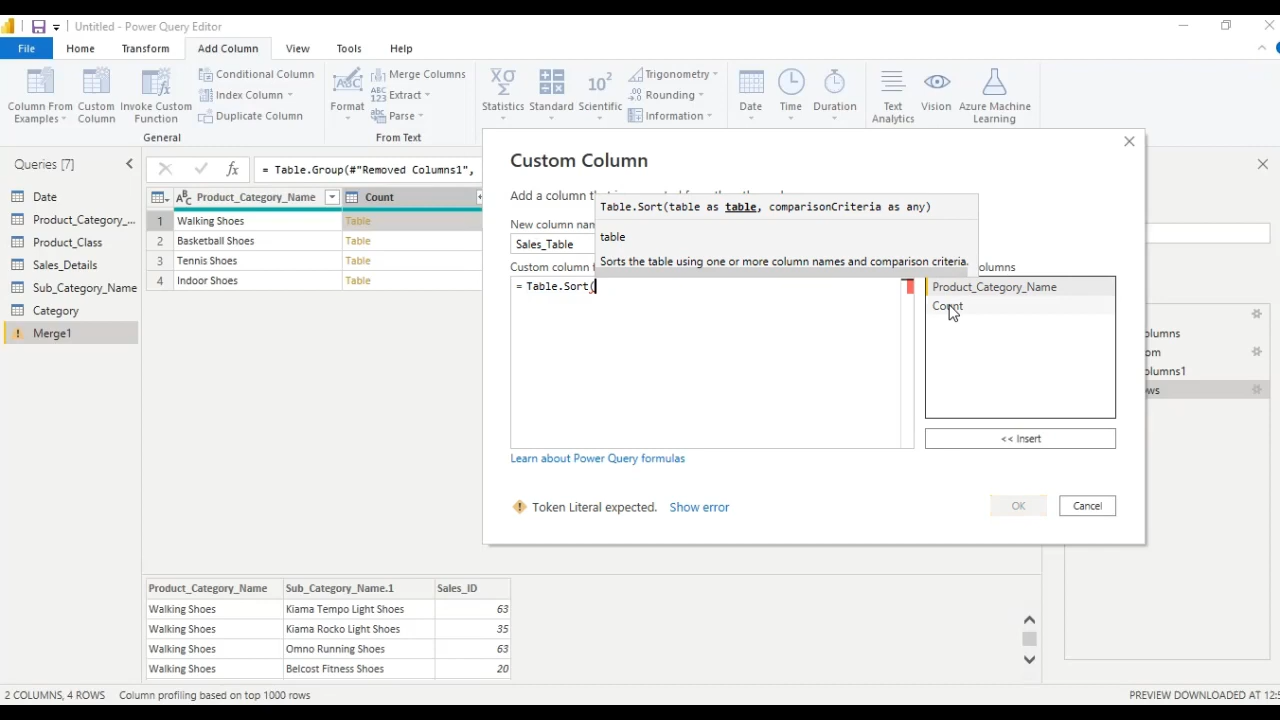 Untitled - Power Query Editor
File Home Transform Add Column View Tools Help
Column From Examples
Custom Column
Invoke Custom Function
Conditional Column
Index Column
Duplicate Column
General
Format
Merge Columns
Extract
Parse
From Text
Statistics
Standard
Scientific
Trigonometry
Rounding
Information
Date
Time
Duration
Text Analytics
Vision
Azure Machine Learning
Queries [7]
Date
Product_Category_...
Product_Class
Sales_Details
Sub_Category_Name
Category
Merge1
= Table.Group(#"Removed Columns1",
Product_Category_Name Count
1 Walking Shoes Table
2 Basketball Shoes Table
3 Tennis Shoes Table
4 Indoor Shoes Table
Custom Column
Add a column th
New column nam
Sales_Table
Custom column f
Table.Sort(table as table, comparisonCriteria as any)
table
Sorts the table using one or more column names and comparison criteria.
= Table.Sort(
olumns
Product_Category_Name
Count
<< Insert
Learn about Power Query formulas
Token Literal expected. Show error
OK
Cancel
olumns
om
olumns1
ws
Product_Category_Name Sub_Category_Name.1 Sales_ID
Walking Shoes Kiama Tempo Light Shoes 63
Walking Shoes Kiama Rocko Light Shoes 35
Walking Shoes Omno Running Shoes 63
Walking Shoes Belcost Fitness Shoes 20
2 COLUMNS, 4 ROWS Column profiling based on top 1000 rows
PREVIEW DOWNLOADED AT 12:5